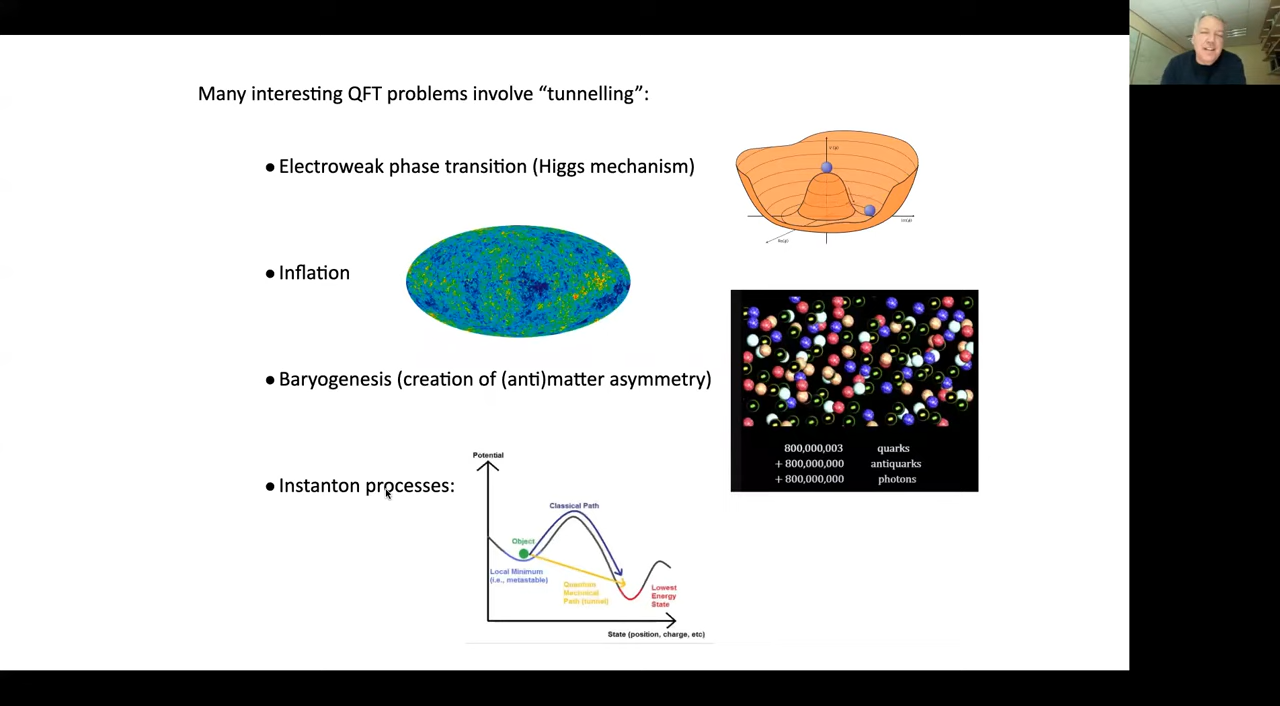 Many interesting QFT problems involve “tunnelling”:
● Electroweak phase transition (Higgs mechanism)
● Inflation
● Baryogenesis (creation of (anti)matter asymmetry)
800,000,003 quarks
+ 800,000,000 antiquarks
+ 800,000,000 photons
● Instanton processes:
Potential
Classical Path
Object
Local Minimum
(i.e., metastable)
Quantum
Mechanical
Path (tunnel)
Lowest
Energy
State
State (position, charge, etc)